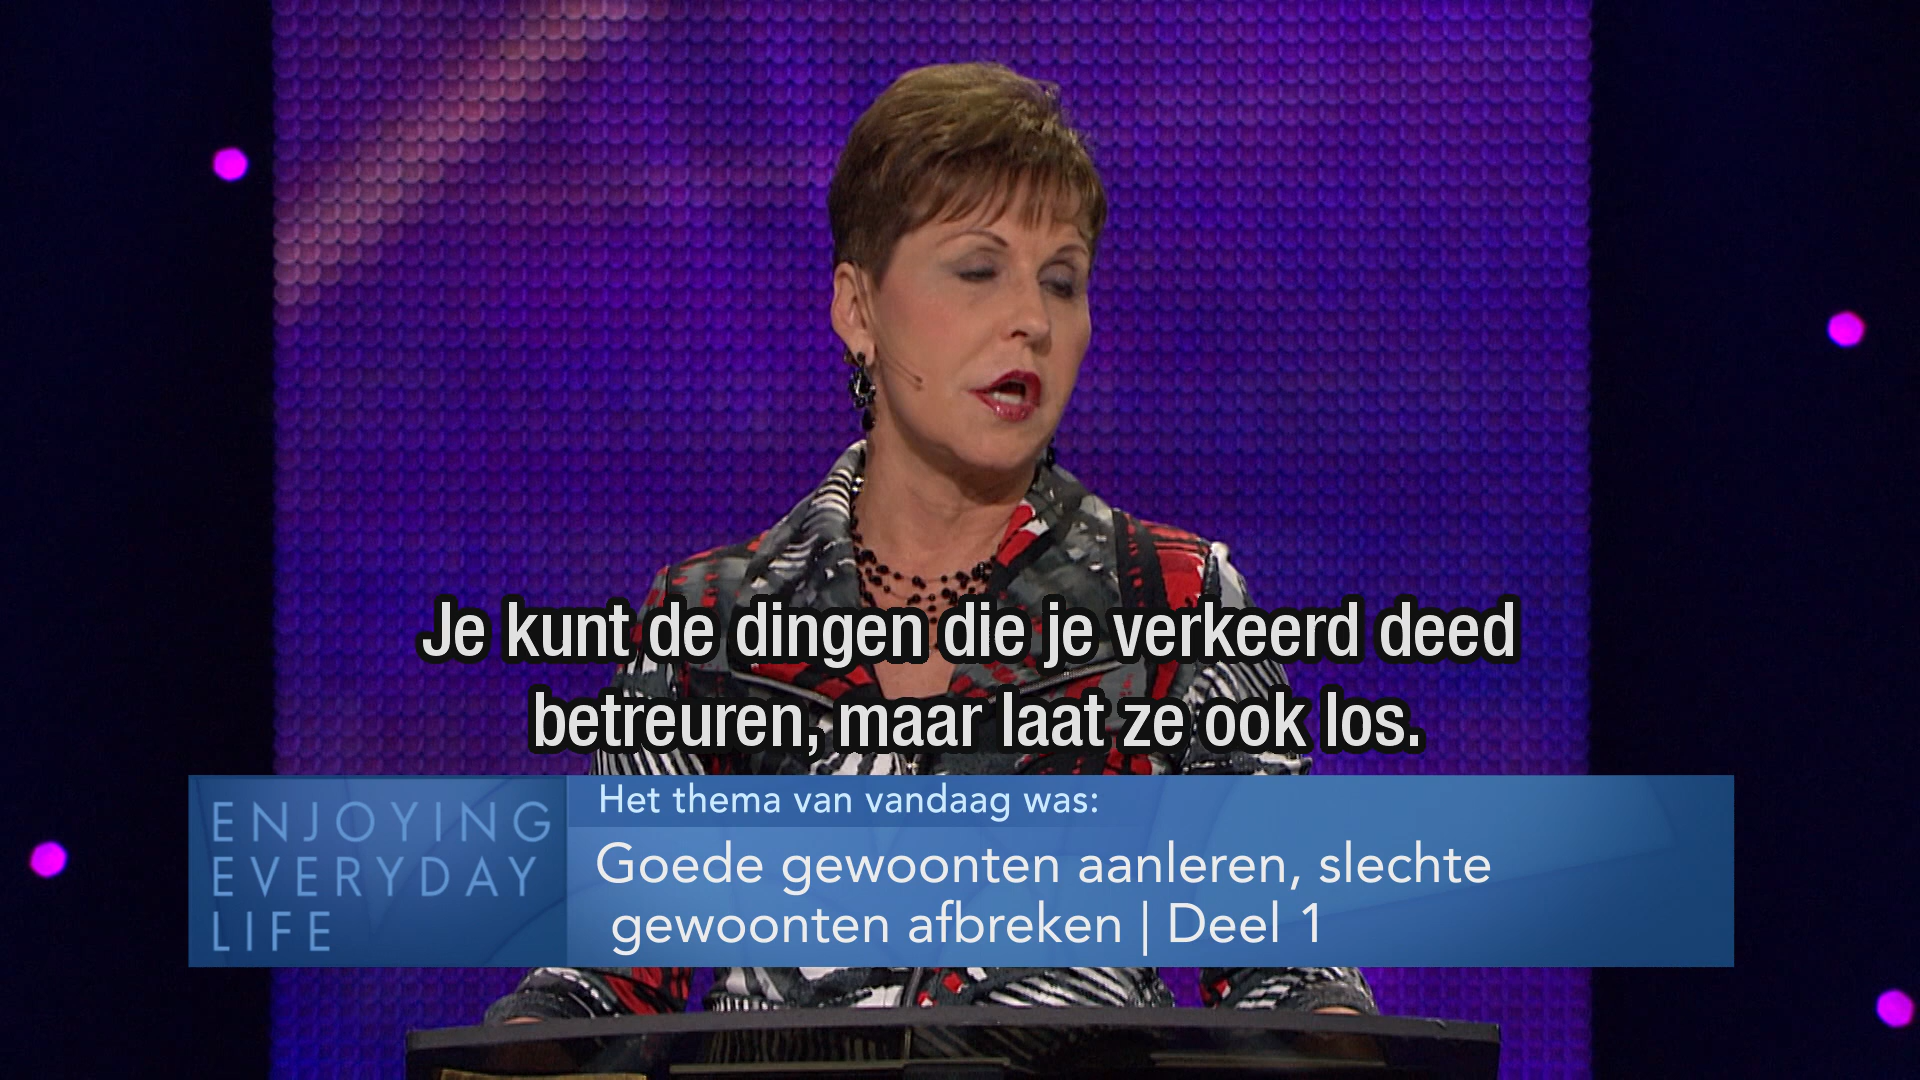 Je kunt de dingen die je verkeerd deed
betreuren, maar laat ze ook los.
ENJOYING
EVERYDAY
LIFE
Het thema van vandaag was:
Goede gewoonten aanleren, slechte
gewoonten afbreken | Deel 1